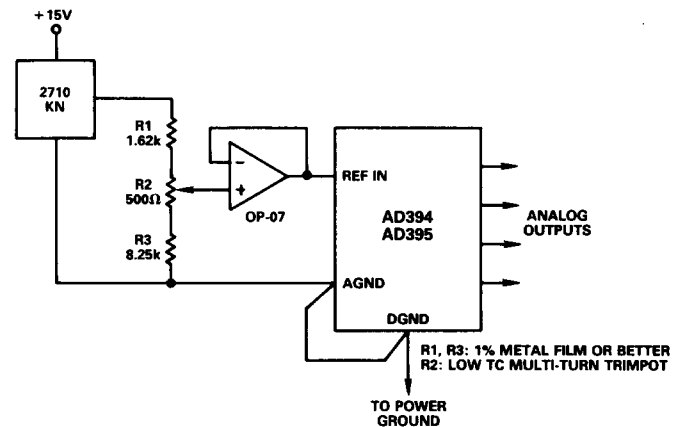 +15V
2710
KN
R1
1.62k
R2
500Ω
R3
8.25k
−
+
OP-07
REF IN
AD394
AD395
AGND
DGND
ANALOG
OUTPUTS
R1, R3: 1% METAL FILM OR BETTER
R2: LOW TC MULTI-TURN TRIMPOT
TO POWER
GROUND